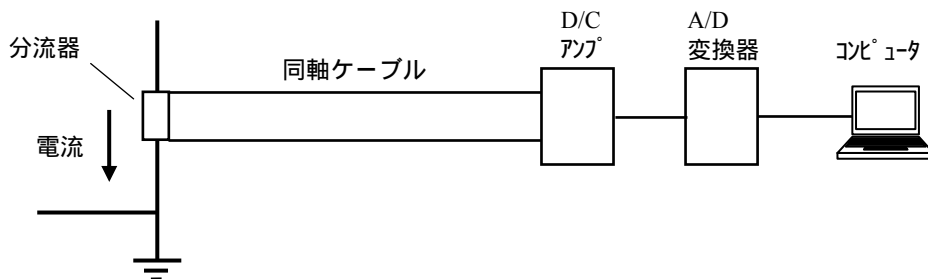 D/C
アンプ
A/D
変換器
コンピュータ
分流器
同軸ケーブル
電流